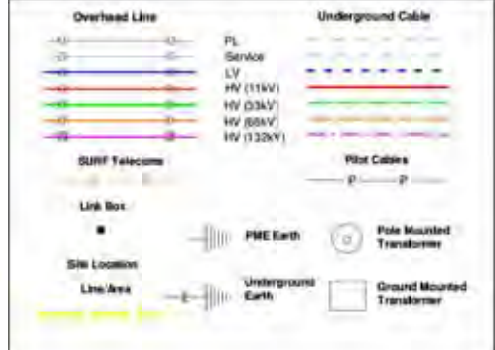 Overhead Line
Underground Cable
PL
Service
LV
HV (11kV)
HV (33kV)
HV (66kV)
HV (132kV)
SURF Telecoms
Pilot Cables
P P
Link Box
PME Earth
Pole Mounted
Transformer
Site Location
Line/Area
Underground
Earth
Ground Mounted
Transformer